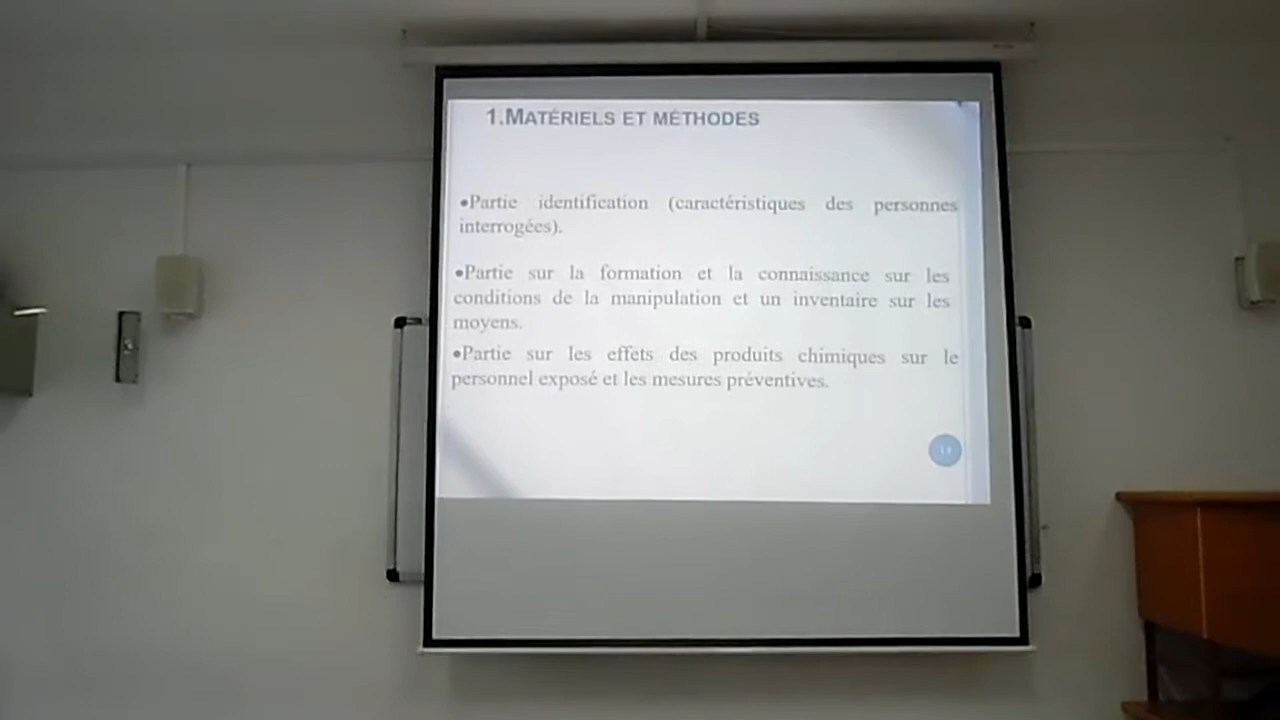 1.MATÉRIELS ET MÉTHODES
•Partie identification (caractéristiques des personnes
interrogées).
•Partie sur la formation et la connaissance sur les
conditions de la manipulation et un inventaire sur les
moyens.
•Partie sur les effets des produits chimiques sur le
personnel exposé et les mesures préventives.